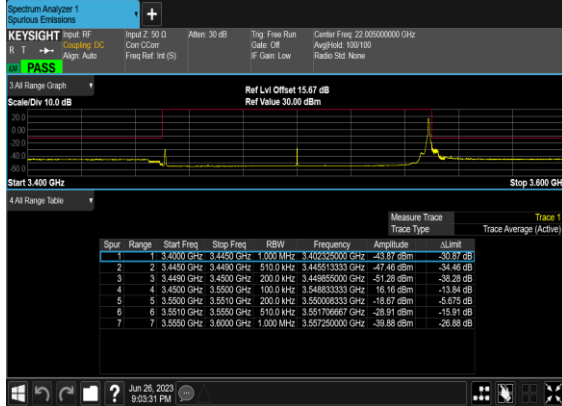 Spectrum Analyzer 1
Spurious Emissions
+
KEYSIGHT Input: RF Input Z: 50 Ω Atten: 30 dB Trig: Free Run Center Freq: 22.005000000 GHz
R T Coupling: DC Corr CCorr Gate: Off Avg|Hold: 100/100
Align: Auto Freq Ref: Int (S) IF Gain: Low Radio Std: None
PASS
3 All Range Graph
Ref Lvl Offset 15.67 dB
Scale/Div 10.0 dB Ref Value 30.00 dBm
20.0
0.00
-20.0
-40.0
-60.0
Start 3.400 GHz Stop 3.600 GH
4 All Range Table
Measure Trace Trace 1
Trace Type Trace Average (Active)
Spur Range Start Freq Stop Freq RBW Frequency Amplitude ΔLimit
1 1 3.4000 GHz 3.4450 GHz 1.000 MHz 3.402325000 GHz -43.87 dBm -30.87 dB
2 2 3.4450 GHz 3.4490 GHz 510.0 kHz 3.445513333 GHz -47.46 dBm -34.46 dB
3 3 3.4490 GHz 3.4500 GHz 200.0 kHz 3.449855000 GHz -51.28 dBm -38.28 dB
4 4 3.4500 GHz 3.5500 GHz 100.0 kHz 3.548833333 GHz 16.16 dBm -13.84 dB
5 5 3.5500 GHz 3.5510 GHz 200.0 kHz 3.550008333 GHz -18.67 dBm -5.675 dB
6 6 3.5510 GHz 3.5550 GHz 510.0 kHz 3.551706667 GHz -28.91 dBm -15.91 dB
7 7 3.5550 GHz 3.6000 GHz 1.000 MHz 3.557250000 GHz -39.88 dBm -26.88 dB
? Jun 26, 2023
9:03:31 PM